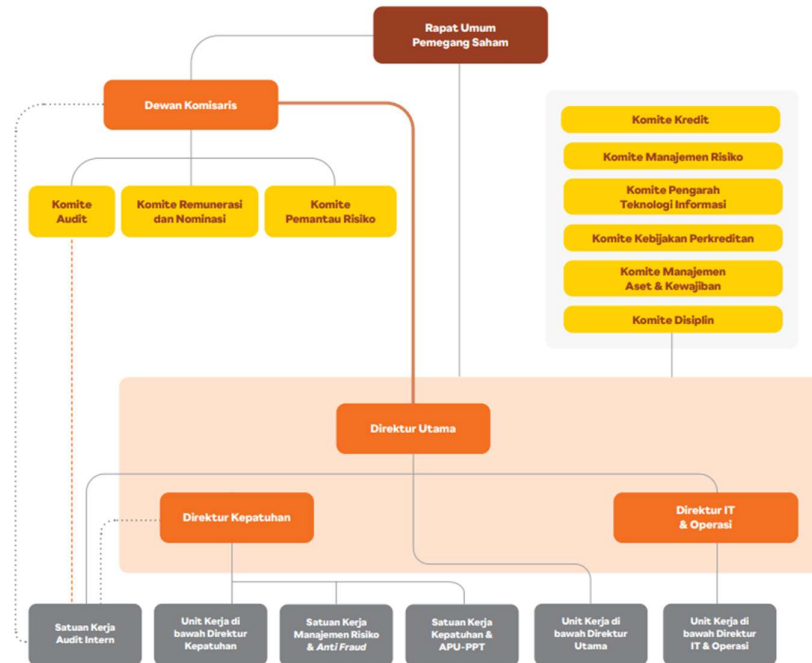 Rapat Umum
Pemegang Saham
Dewan Komisaris
Komite
Audit
Komite Remunerasi
dan Nominasi
Komite
Pemantau Risiko
Komite Kredit
Komite Manajemen Risiko
Komite Pengarah
Teknologi Informasi
Komite Kebijakan Perkreditan
Komite Manajemen
Aset & Kewajiban
Komite Disiplin
Direktur Utama
Direktur Kepatuhan
Direktur IT
& Operasi
Satuan Kerja
Audit Intern
Unit Kerja di
bawah Direktur
Kepatuhan
Satuan Kerja
Manajemen Risiko
& Anti Fraud
Satuan Kerja
Kepatuhan &
APU-PPT
Unit Kerja di
bawah Direktur
Utama
Unit Kerja di
bawah Direktur
IT & Operasi